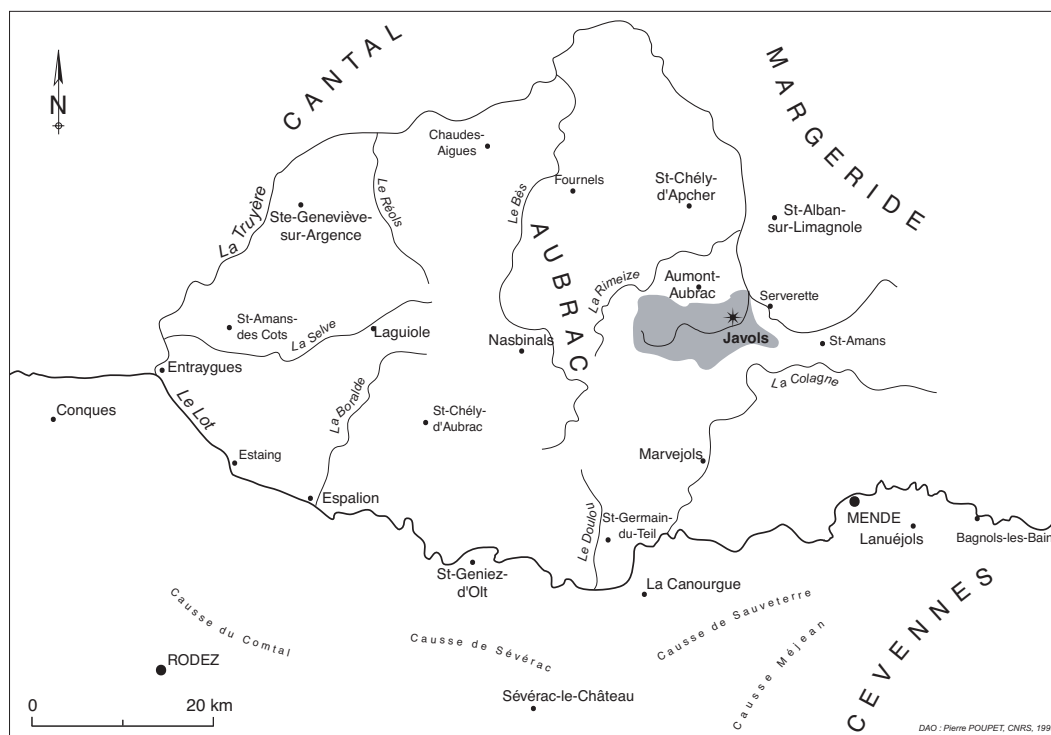 CANTAL
MARGERIDE
N
Chaudes-
Aigues
Le Réols
Le Bès
Fournels
St-Chély-
d'Apcher
La Truyère
Ste-Geneviève-
sur-Argence
St-Alban-
sur-Limagnole
AUBRAC
La Rimeize
Aumont-
Aubrac
Serverette
St-Amans-
des Cots
La Selve
Laguiole
Nasbinals
Javols
St-Amans
Entraygues
La Colagne
Conques
Le Lot
La Boralde
St-Chély-
d'Aubrac
Estaing
Marvejols
Espalion
Le Doulou
St-Germain-
du-Teil
MENDE
Lanuéjols
Bagnols-les-Bain
St-Geniez-
d'Olt
La Canourgue
CEVENNES
Causse du Comtal
Causse de Sévérac
Causse de Sauveterre
Causse Méjean
RODEZ
Sévérac-le-Château
0 20 km
DAO : Pierre POUPET, CNRS, 199